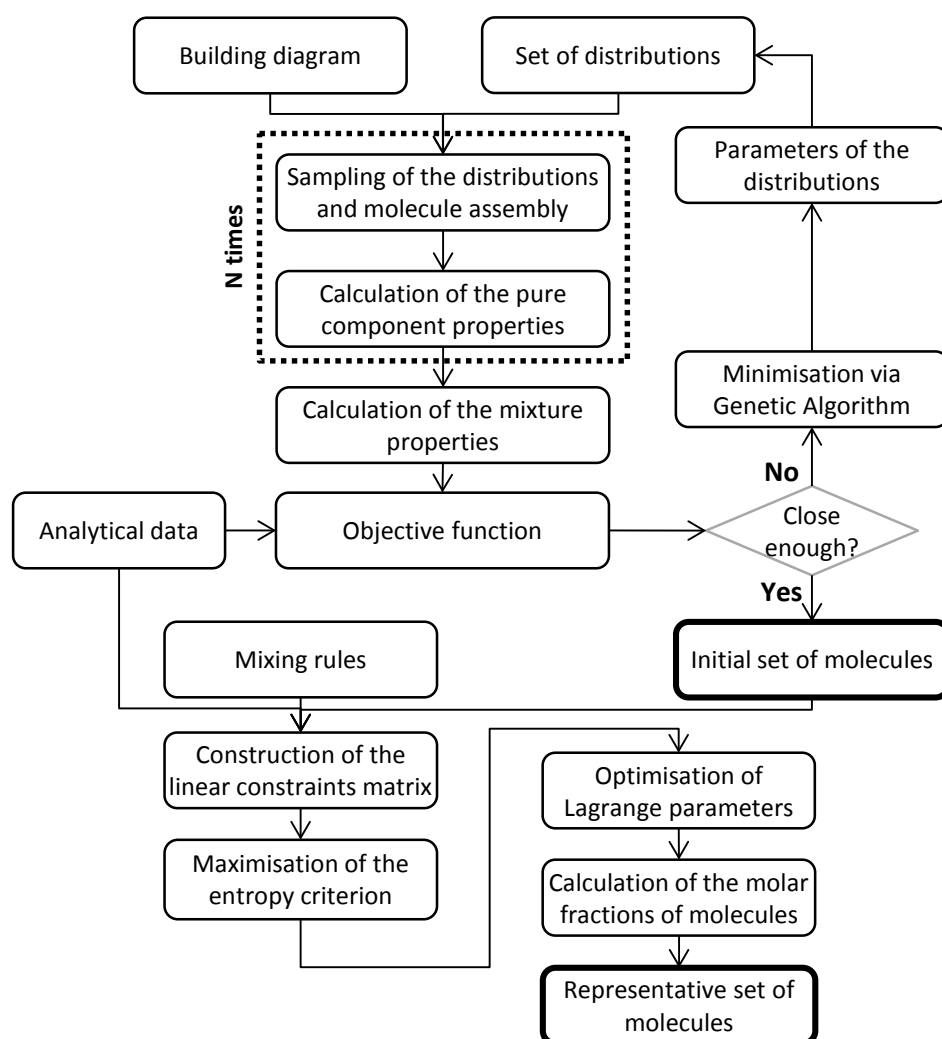 Building diagram
Set of distributions
Parameters of the
distributions
N times
Sampling of the distributions
and molecule assembly
Calculation of the pure
component properties
Calculation of the mixture
properties
Minimisation via
Genetic Algorithm
No
Analytical data
Objective function
Close
enough?
Yes
Mixing rules
Initial set of molecules
Construction of the
linear constraints matrix
Maximisation of the
entropy criterion
Optimisation of
Lagrange parameters
Calculation of the molar
fractions of molecules
Representative set of
molecules